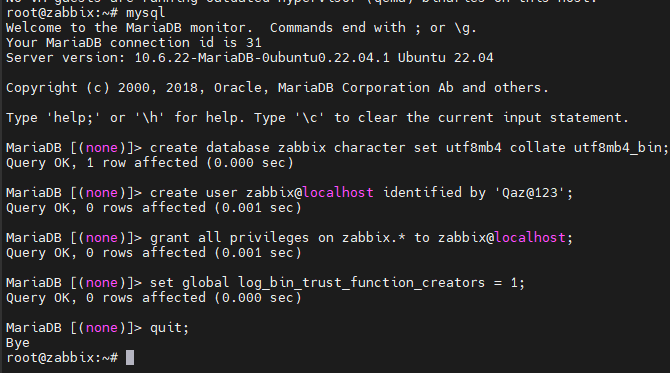 No VM guests are running outdated hypervisor (qemu) binaries on this host.
root@zabbix:~# mysql
Welcome to the MariaDB monitor.  Commands end with ; or \g.
Your MariaDB connection id is 31
Server version: 10.6.22-MariaDB-0ubuntu0.22.04.1 Ubuntu 22.04

Copyright (c) 2000, 2018, Oracle, MariaDB Corporation Ab and others.

Type 'help;' or '\h' for help. Type '\c' to clear the current input statement.

MariaDB [(none)]> create database zabbix character set utf8mb4 collate utf8mb4_bin;
Query OK, 1 row affected (0.000 sec)

MariaDB [(none)]> create user zabbix@localhost identified by 'Qaz@123';
Query OK, 0 rows affected (0.001 sec)

MariaDB [(none)]> grant all privileges on zabbix.* to zabbix@localhost;
Query OK, 0 rows affected (0.001 sec)

MariaDB [(none)]> set global log_bin_trust_function_creators = 1;
Query OK, 0 rows affected (0.000 sec)

MariaDB [(none)]> quit;
Bye
root@zabbix:~#